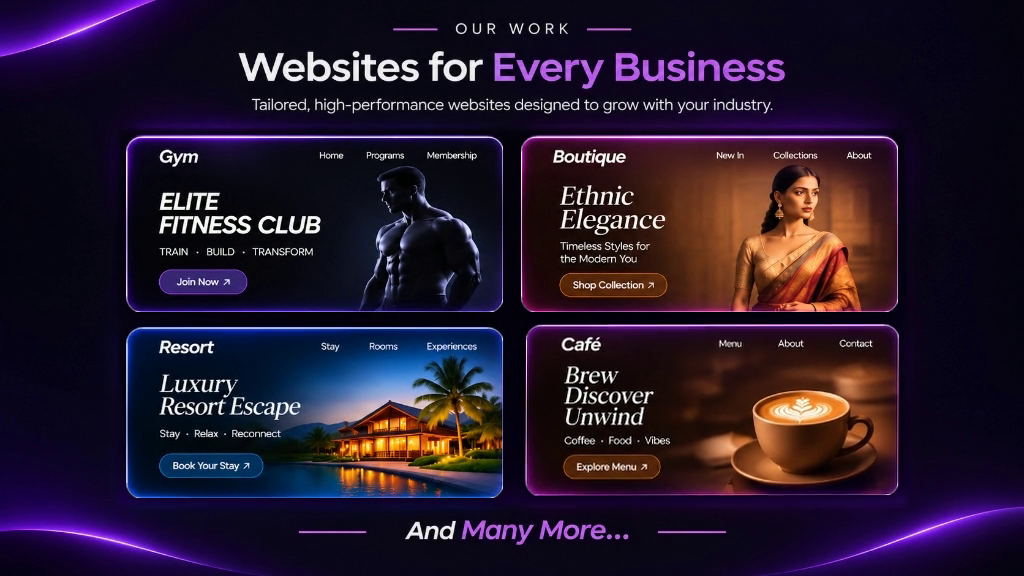 OUR WORK
Websites for Every Business
Tailored, high-performance websites designed to grow with your industry.
Gym
Home Programs Membership
ELITE
FITNESS CLUB
TRAIN · BUILD · TRANSFORM
Join Now ↗
Boutique
New In Collections About
Ethnic
Elegance
Timeless Styles for
the Modern You
Shop Collection ↗
Resort
Stay Rooms Experiences
Luxury
Resort Escape
Stay · Relax · Reconnect
Book Your Stay ↗
Café
Menu About Contact
Brew
Discover
Unwind
Coffee · Food · Vibes
Explore Menu ↗
And Many More...